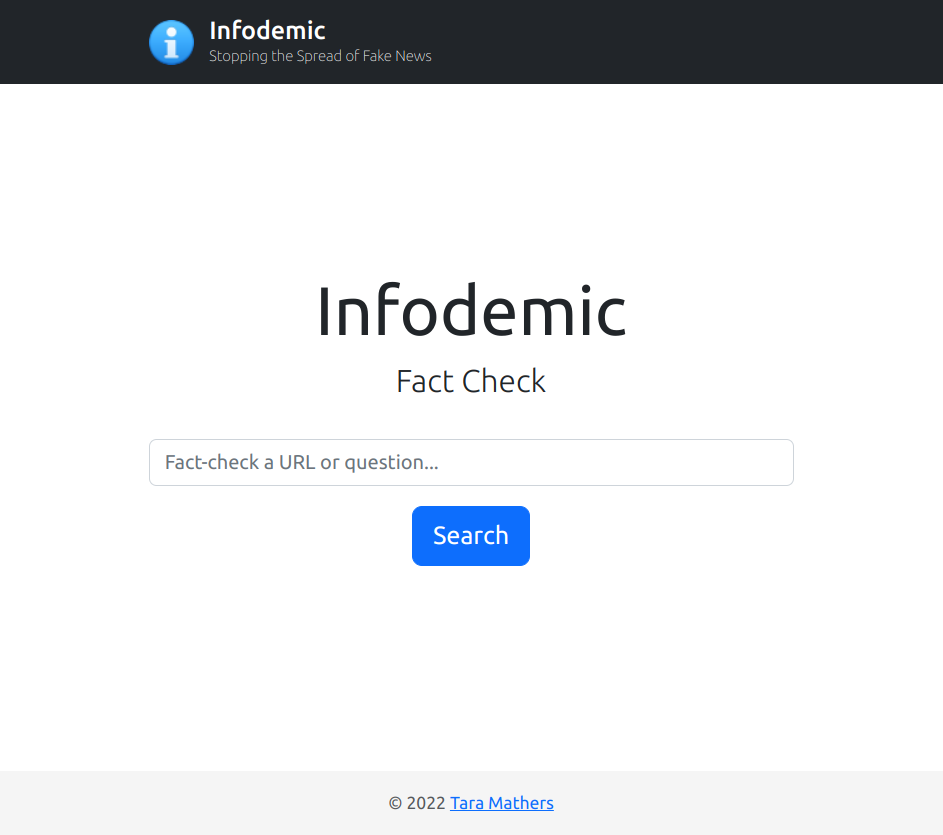 Infodemic
Stopping the Spread of Fake News
Infodemic
Fact Check
Fact-check a URL or question...
Search
© 2022 Tara Mathers